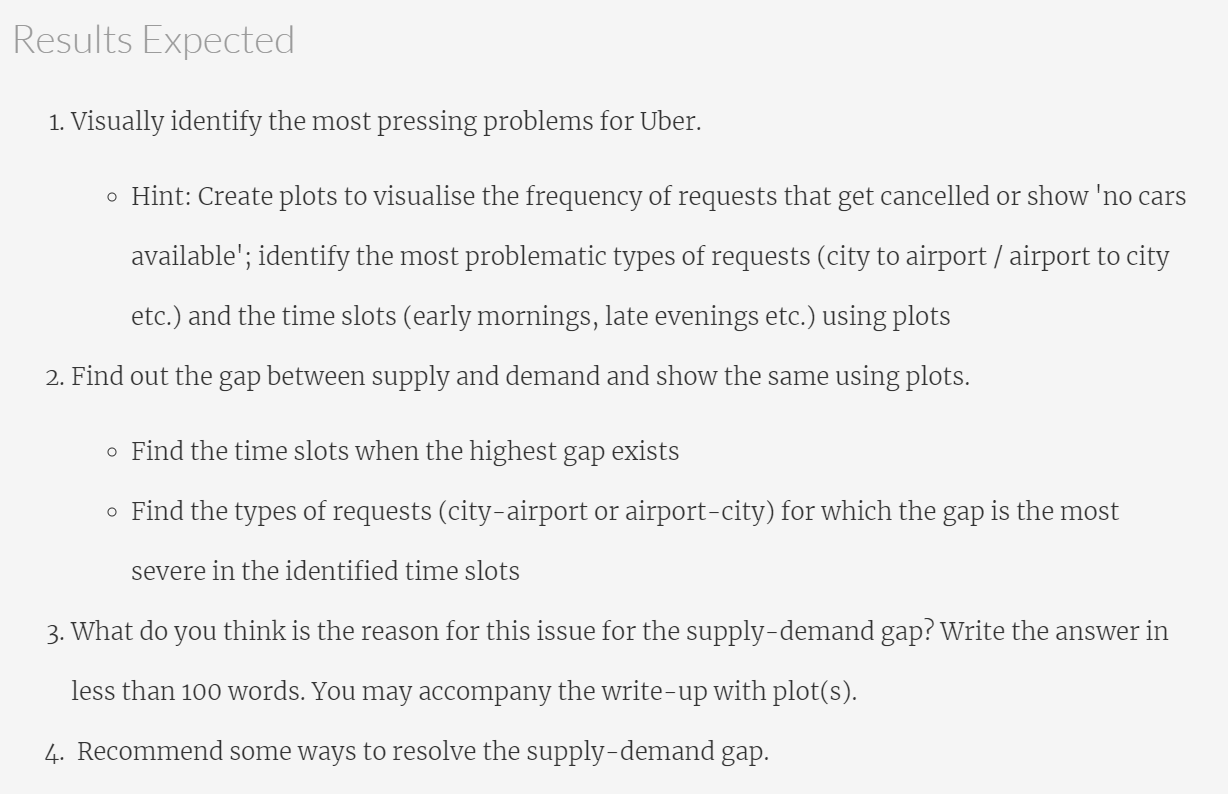 Results Expected
1. Visually identify the most pressing problems for Uber.
○ Hint: Create plots to visualise the frequency of requests that get cancelled or show 'no cars
available'; identify the most problematic types of requests (city to airport / airport to city
etc.) and the time slots (early mornings, late evenings etc.) using plots
2. Find out the gap between supply and demand and show the same using plots.
○ Find the time slots when the highest gap exists
○ Find the types of requests (city-airport or airport-city) for which the gap is the most
severe in the identified time slots
3. What do you think is the reason for this issue for the supply-demand gap? Write the answer in
less than 100 words. You may accompany the write-up with plot(s).
4. Recommend some ways to resolve the supply-demand gap.